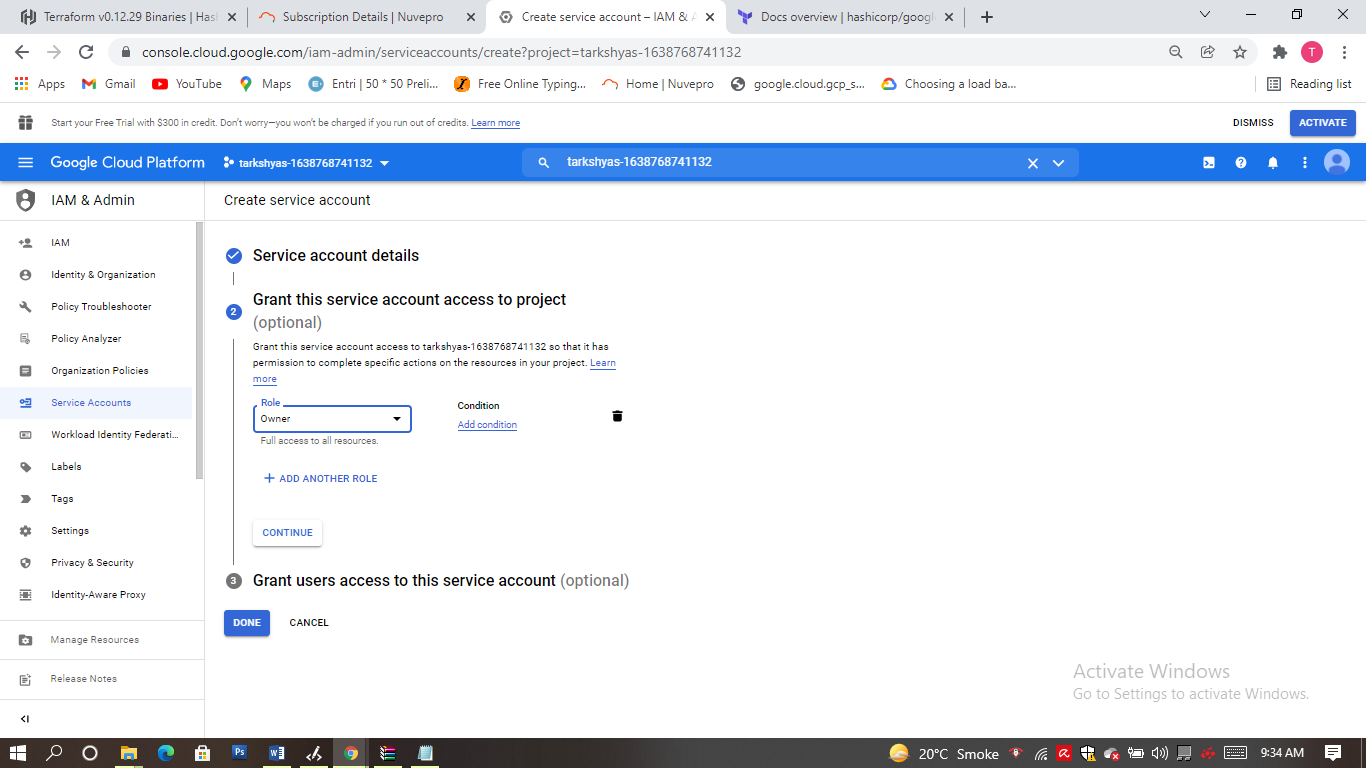 Terraform v0.12.29 Binaries | Has
Subscription Details | Nuvepro
Create service account – IAM & A
Docs overview | hashicorp/googl
console.cloud.google.com/iam-admin/serviceaccounts/create?project=tarkshyas-1638768741132
T
Apps
Gmail
YouTube
Maps
Entri | 50 * 50 Preli...
Free Online Typing...
Home | Nuvepro
google.cloud.gcp_s...
Choosing a load ba...
Reading list
Start your Free Trial with $300 in credit. Don't worry—you won't be charged if you run out of credits. Learn more
DISMISS
ACTIVATE
Google Cloud Platform
tarkshyas-1638768741132
tarkshyas-1638768741132
IAM & Admin
Create service account
IAM
Identity & Organization
Policy Troubleshooter
Policy Analyzer
Organization Policies
Service Accounts
Workload Identity Federati...
Labels
Tags
Settings
Privacy & Security
Identity-Aware Proxy
Manage Resources
Release Notes
Service account details
2
Grant this service account access to project
(optional)
Grant this service account access to tarkshyas-1638768741132 so that it has
permission to complete specific actions on the resources in your project. Learn
more
Role
Owner
Condition
Add condition
Full access to all resources.
+ ADD ANOTHER ROLE
CONTINUE
3
Grant users access to this service account (optional)
DONE
CANCEL
Activate Windows
Go to Settings to activate Windows.
Ps
W
20°C Smoke
9:34 AM